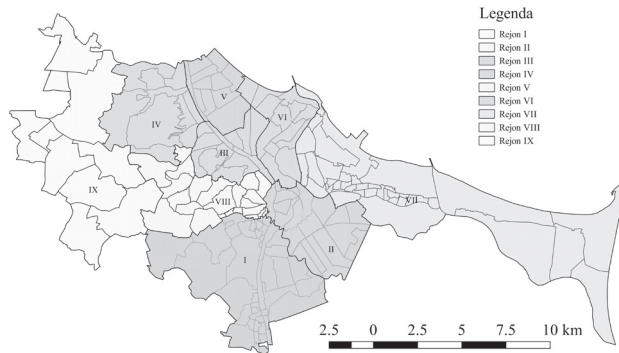 Legenda
Rejon I
Rejon II
Rejon III
Rejon IV
Rejon V
Rejon VI
Rejon VII
Rejon VIII
Rejon IX
V
VI
IV
III
IX
VIII
VII
II
I
2.5 0 2.5 5 7.5 10 km